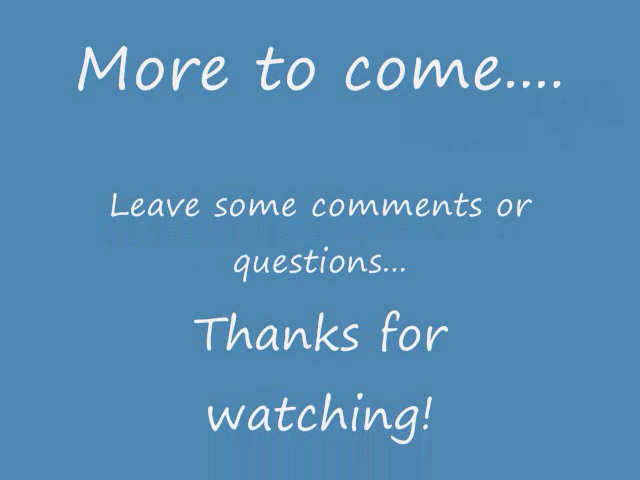 More to come....
Leave some comments or
questions...
Thanks for
watching!